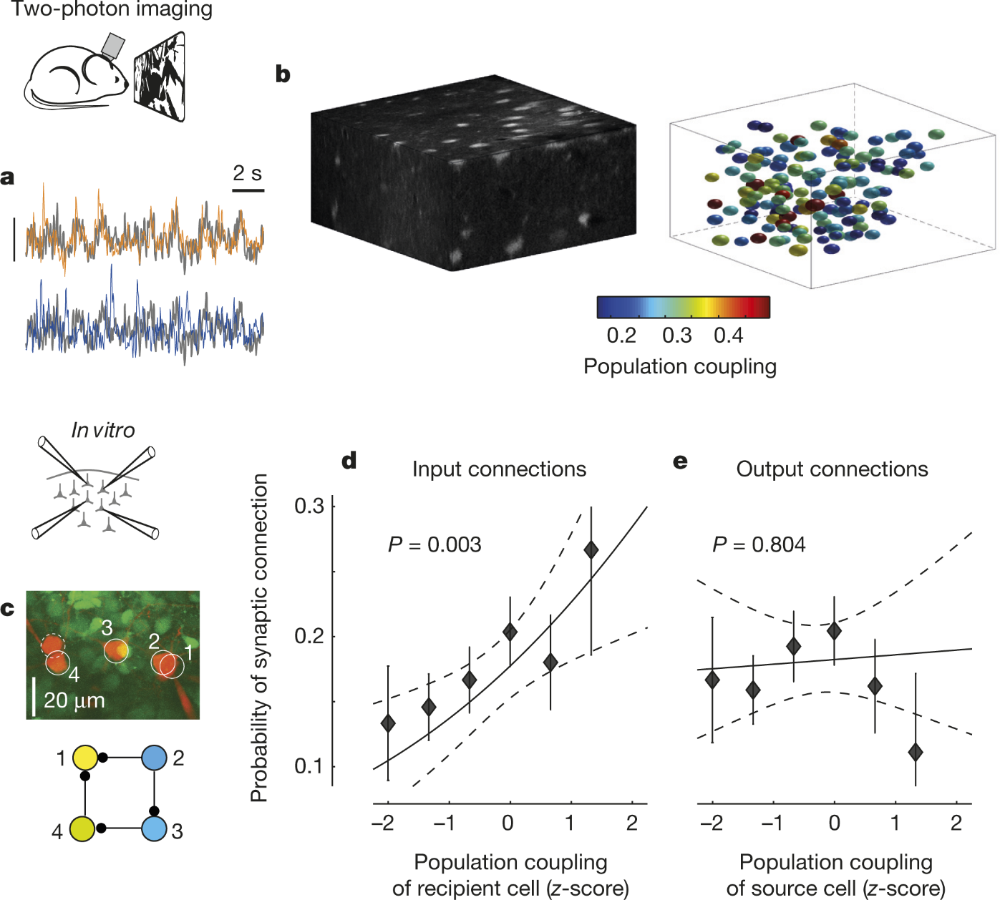 Two-photon imaging
a
2 s
b
0.2 0.3 0.4
Population coupling
In vitro
c
3
2
1
4
20 µm
1 2
4 3
d
Input connections
P = 0.003
Probability of synaptic connection
0.3
0.2
0.1
−2 −1 0 1 2
Population coupling
of recipient cell (z-score)
e
Output connections
P = 0.804
−2 −1 0 1 2
Population coupling
of source cell (z-score)